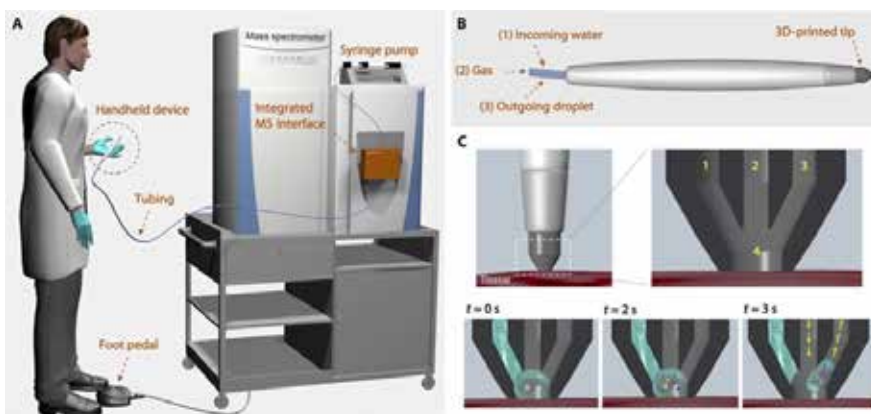 A
Mass spectrometer
Syringe pump
Handheld device
Integrated
MS interface
Tubing
Foot pedal
B
(1) Incoming water
3D-printed tip
(2) Gas
(3) Outgoing droplet
C
1
2
3
4
Tissue
t = 0 s
t = 2 s
t = 3 s